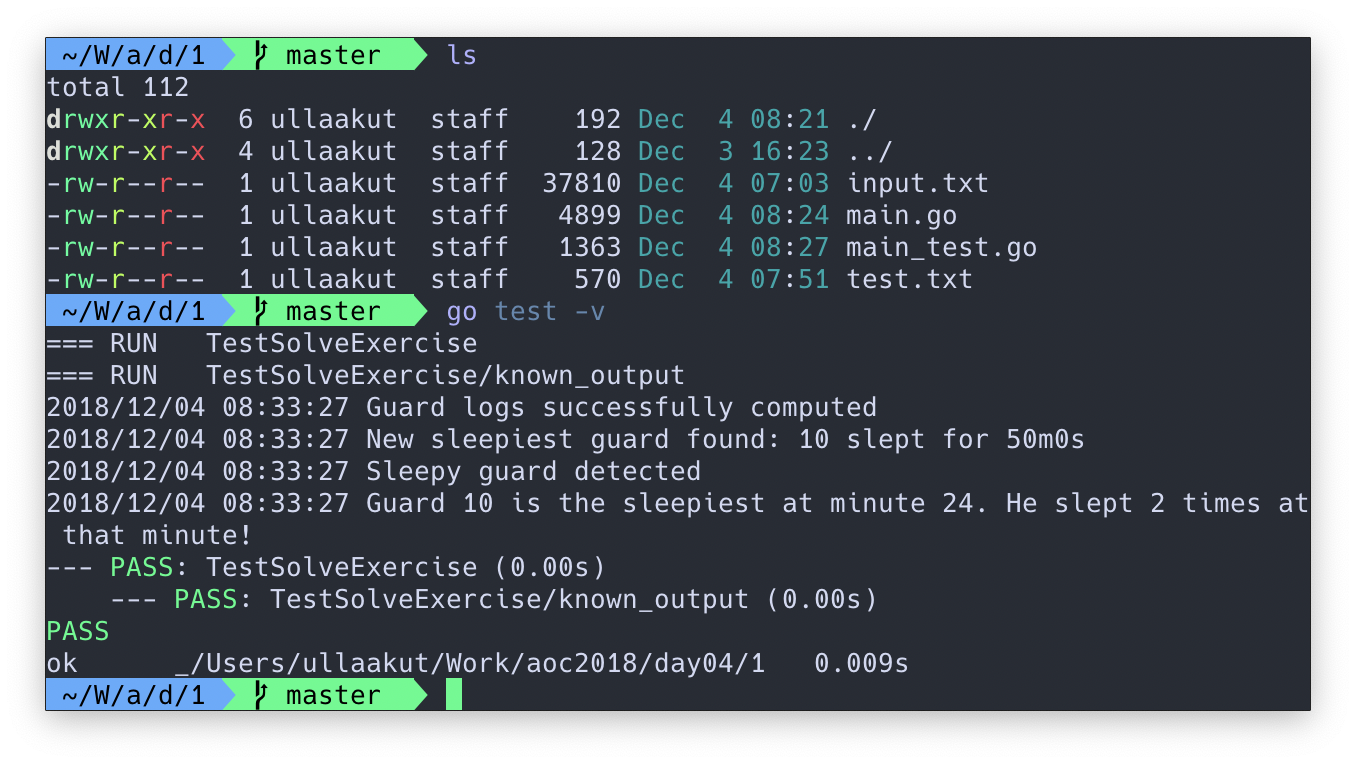 ~/W/a/d/1 master ls
total 112
drwxr-xr-x  6 ullaakut  staff    192 Dec  4 08:21 ./
drwxr-xr-x  4 ullaakut  staff    128 Dec  3 16:23 ../
-rw-r--r--  1 ullaakut  staff  37810 Dec  4 07:03 input.txt
-rw-r--r--  1 ullaakut  staff   4899 Dec  4 08:24 main.go
-rw-r--r--  1 ullaakut  staff   1363 Dec  4 08:27 main_test.go
-rw-r--r--  1 ullaakut  staff    570 Dec  4 07:51 test.txt
~/W/a/d/1 master go test -v
=== RUN   TestSolveExercise
=== RUN   TestSolveExercise/known_output
2018/12/04 08:33:27 Guard logs successfully computed
2018/12/04 08:33:27 New sleepiest guard found: 10 slept for 50m0s
2018/12/04 08:33:27 Sleepy guard detected
2018/12/04 08:33:27 Guard 10 is the sleepiest at minute 24. He slept 2 times at
 that minute!
--- PASS: TestSolveExercise (0.00s)
    --- PASS: TestSolveExercise/known_output (0.00s)
PASS
ok      _/Users/ullaakut/Work/aoc2018/day04/1   0.009s
~/W/a/d/1 master